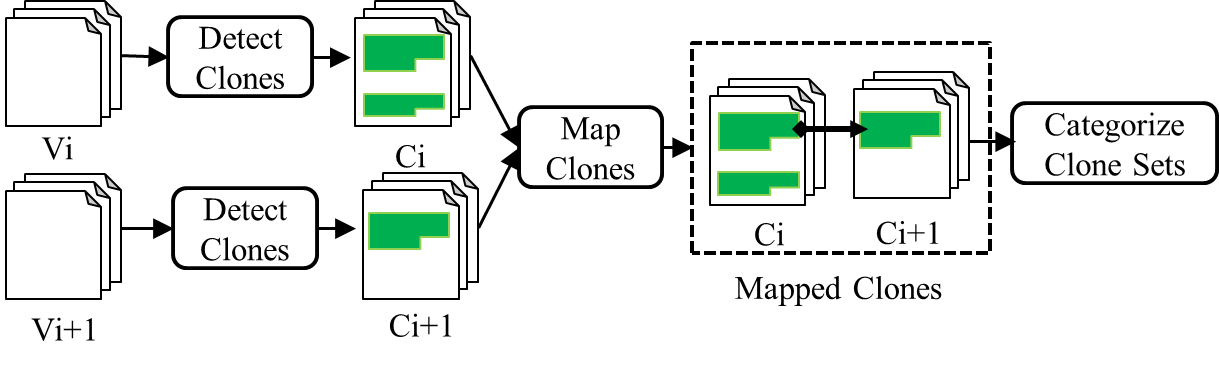 Detect
Clones
Vi
Ci
Detect
Clones
Vi+1
Ci+1
Map
Clones
Ci
Ci+1
Mapped Clones
Categorize
Clone Sets